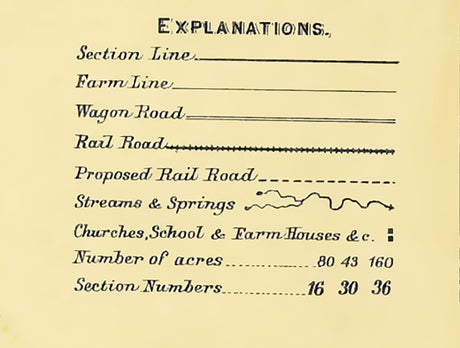 EXPLANATIONS.
Section Line
Farm Line
Wagon Road
Rail Road
Proposed Rail Road
Streams & Springs
Churches, School & Farm Houses &c.
Number of acres 80 43 160
Section Numbers 16 30 36